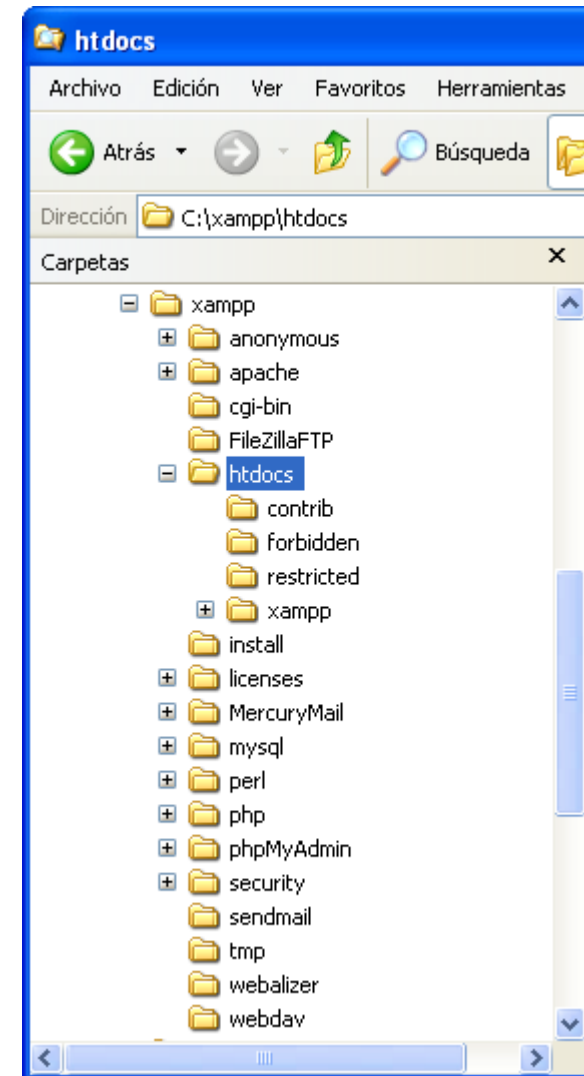 htdocs
Archivo Edición Ver Favoritos Herramientas
Atrás Búsqueda
Dirección C:\xampp\htdocs
Carpetas
xampp
anonymous
apache
cgi-bin
FileZillaFTP
htdocs
contrib
forbidden
restricted
xampp
install
licenses
MercuryMail
mysql
perl
php
phpMyAdmin
security
sendmail
tmp
webalizer
webdav